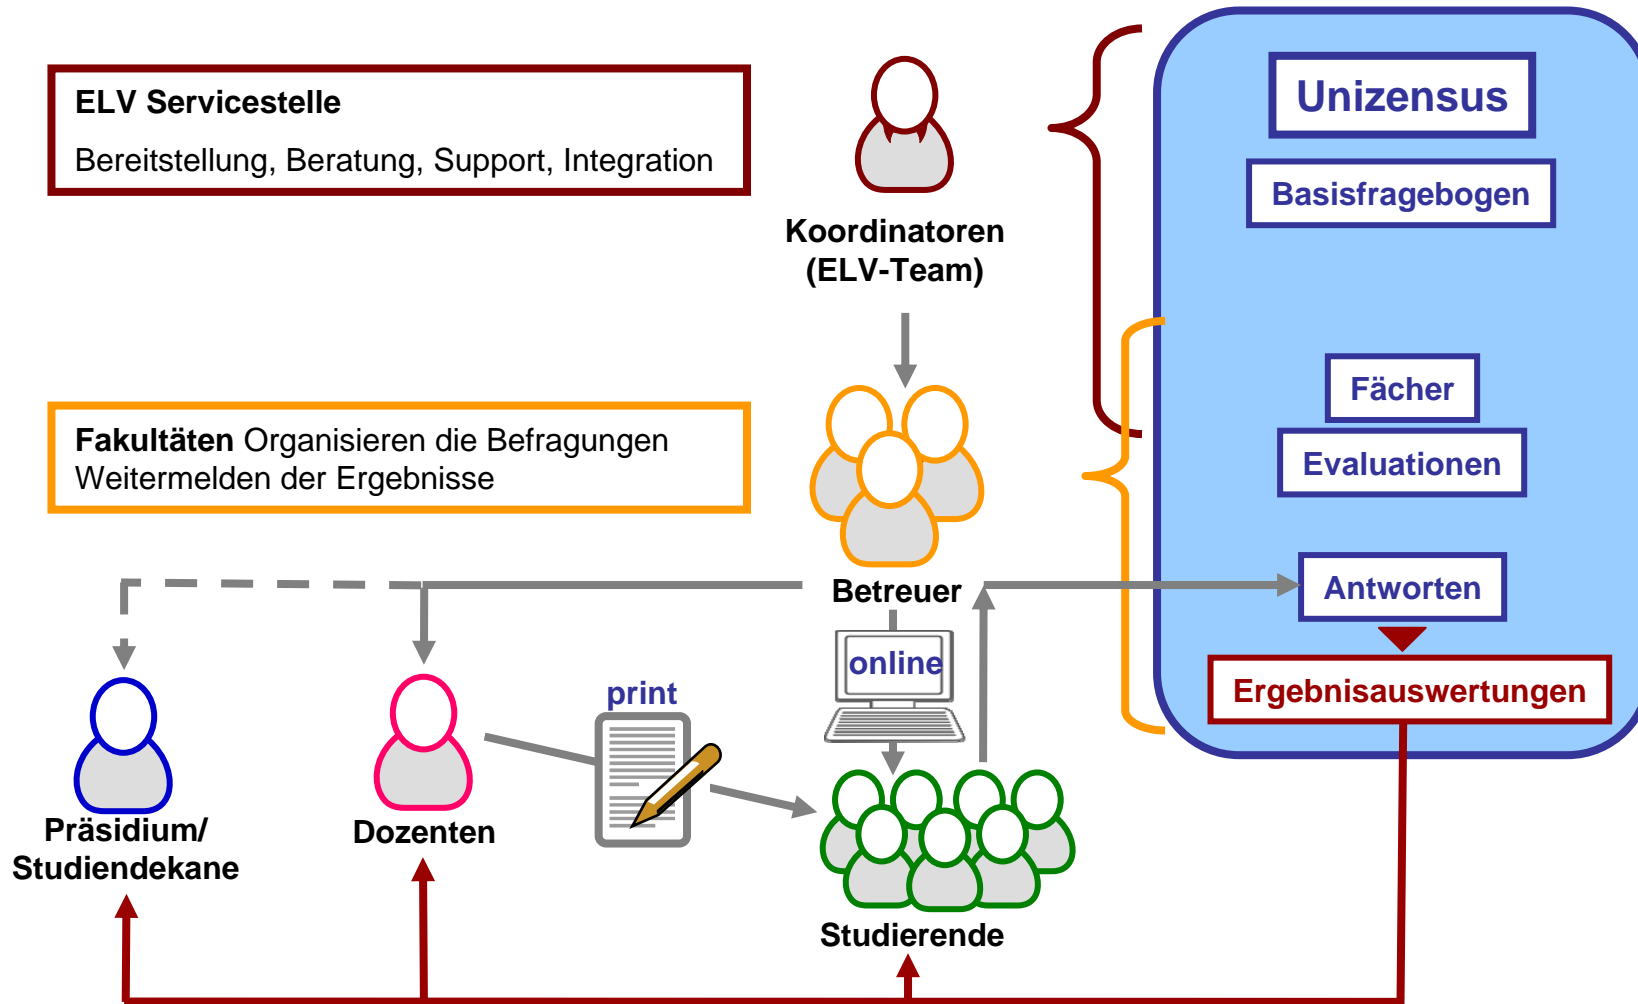 ELV Servicestelle
Bereitstellung, Beratung, Support, Integration
Koordinatoren
(ELV-Team)
Unizensus
Basisfragebogen
Fakultäten Organisieren die Befragungen
Weitermelden der Ergebnisse
Fächer
Evaluationen
Betreuer
Antworten
online
print
Ergebnisauswertungen
Präsidium/
Studiendekane
Dozenten
Studierende